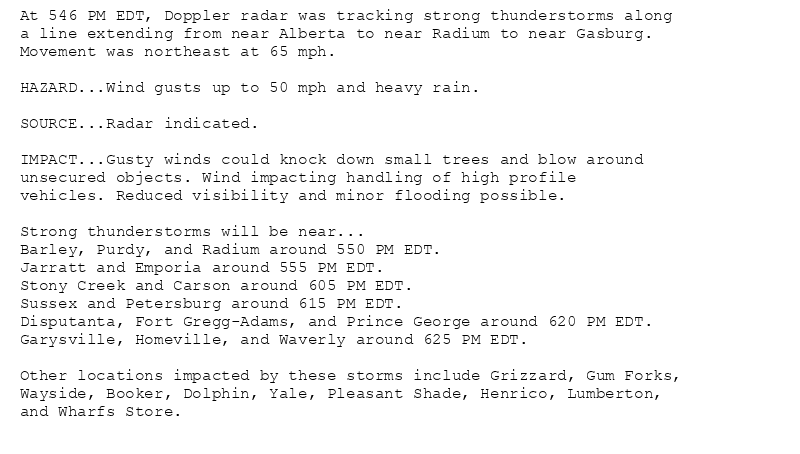 At 546 PM EDT, Doppler radar was tracking strong thunderstorms along
a line extending from near Alberta to near Radium to near Gasburg.
Movement was northeast at 65 mph.
HAZARD...Wind gusts up to 50 mph and heavy rain.
SOURCE...Radar indicated.
IMPACT...Gusty winds could knock down small trees and blow around
unsecured objects. Wind impacting handling of high profile
vehicles. Reduced visibility and minor flooding possible.
Strong thunderstorms will be near...
Barley, Purdy, and Radium around 550 PM EDT.
Jarratt and Emporia around 555 PM EDT.
Stony Creek and Carson around 605 PM EDT.
Sussex and Petersburg around 615 PM EDT.
Disputanta, Fort Gregg-Adams, and Prince George around 620 PM EDT.
Garysville, Homeville, and Waverly around 625 PM EDT.
Other locations impacted by these storms include Grizzard, Gum Forks,
Wayside, Booker, Dolphin, Yale, Pleasant Shade, Henrico, Lumberton,
and Wharfs Store.